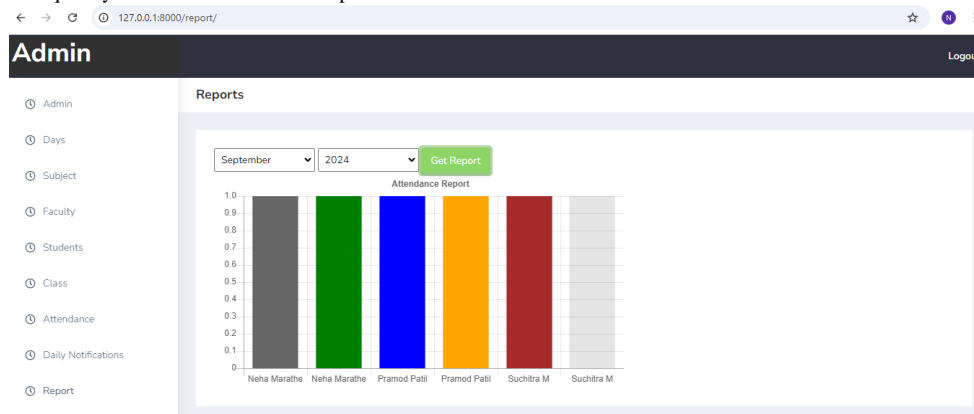 127.0.0.1:8000/report/
N
Admin
Logou
Reports
Admin
Days
Subject
Faculty
Students
Class
Attendance
Daily Notifications
Report
September 2024 Get Report
Attendance Report
1.0
0.9
0.8
0.7
0.6
0.5
0.4
0.3
0.2
0.1
0
Neha Marathe Neha Marathe Pramod Patil Pramod Patil Suchitra M Suchitra M